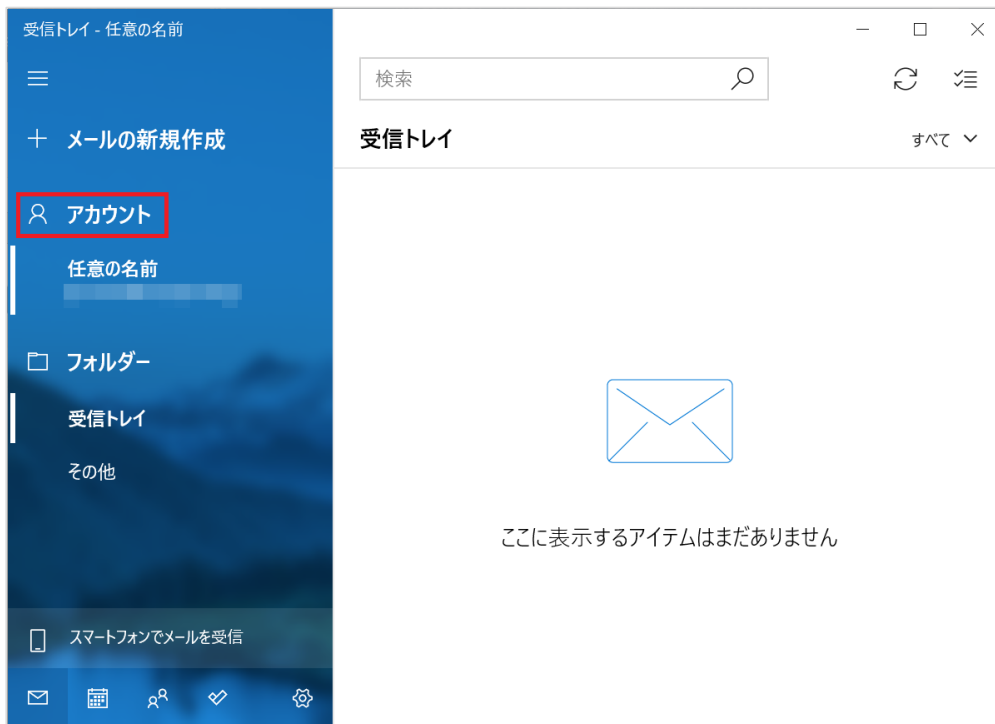 受信トレイ - 任意の名前
検索
メールの新規作成
受信トレイ
すべて
アカウント
任意の名前
フォルダー
受信トレイ
その他
ここに表示するアイテムはまだありません
スマートフォンでメールを受信